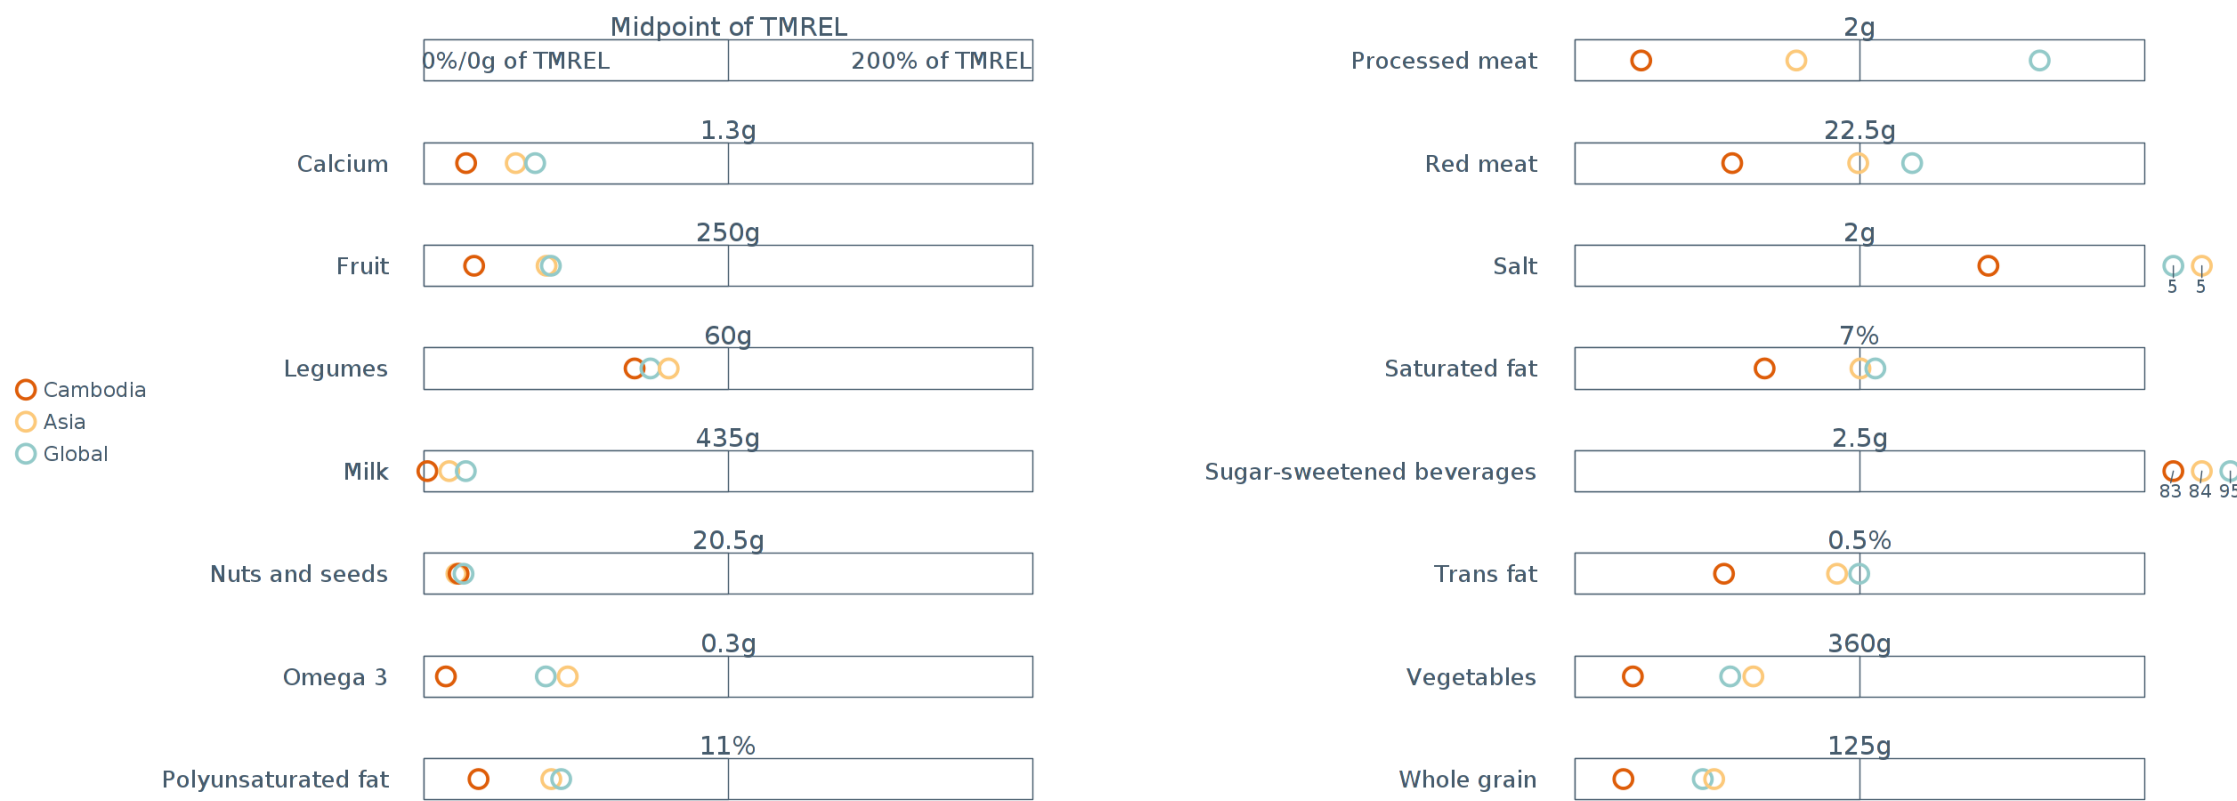 Midpoint of TMREL
0%/0g of TMREL
200% of TMREL
Calcium
1.3g
Fruit
250g
Legumes
60g
Milk
435g
Nuts and seeds
20.5g
Omega 3
0.3g
Polyunsaturated fat
11%
Cambodia
Asia
Global
Processed meat
2g
Red meat
22.5g
Salt
2g
5 5
Saturated fat
7%
Sugar-sweetened beverages
2.5g
83 84 95
Trans fat
0.5%
Vegetables
360g
Whole grain
125g